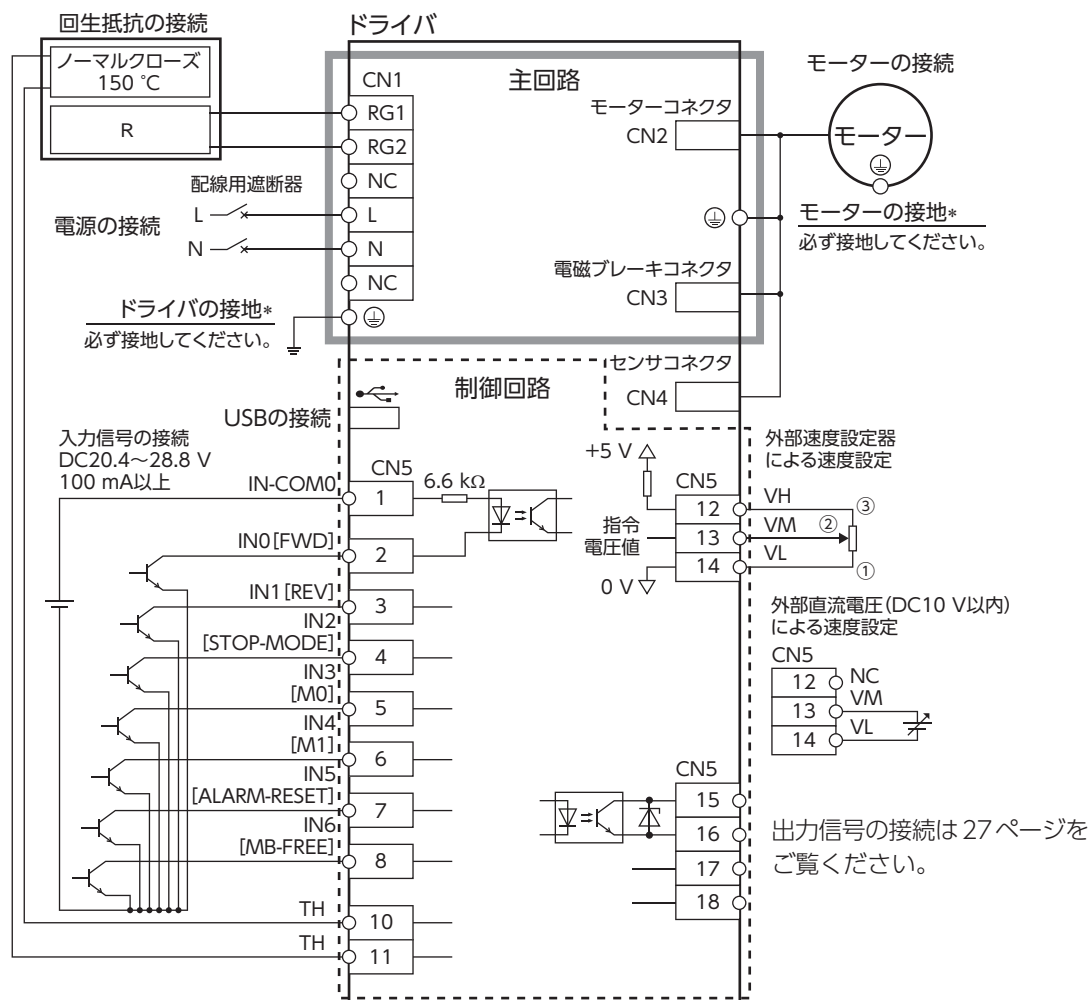 回生抵抗の接続
ノーマルクローズ
150 ℃
R
ドライバ
主回路
CN1
RG1
RG2
NC
L
N
NC
配線用遮断器
電源の接続
L
N
ドライバの接地*
必ず接地してください。
モーターコネクタ
CN2
電磁ブレーキコネクタ
CN3
モーターの接続
モーター
モーターの接地*
必ず接地してください。
センサコネクタ
CN4
制御回路
USBの接続
入力信号の接続
DC20.4～28.8 V
100 mA以上
CN5
6.6 kΩ
IN-COM0
1
IN0[FWD]
2
IN1[REV]
3
IN2
[STOP-MODE]
4
IN3
[M0]
5
IN4
[M1]
6
IN5
[ALARM-RESET]
7
IN6
[MB-FREE]
8
TH
10
TH
11
+5 V
指令
電圧値
0 V
CN5
12
13
14
VH
VM
VL
③
②
①
外部速度設定器
による速度設定
外部直流電圧(DC10 V以内)
による速度設定
CN5
12 NC
13 VM
14 VL
CN5
15
16
17
18
出力信号の接続は27ページを
ご覧ください。